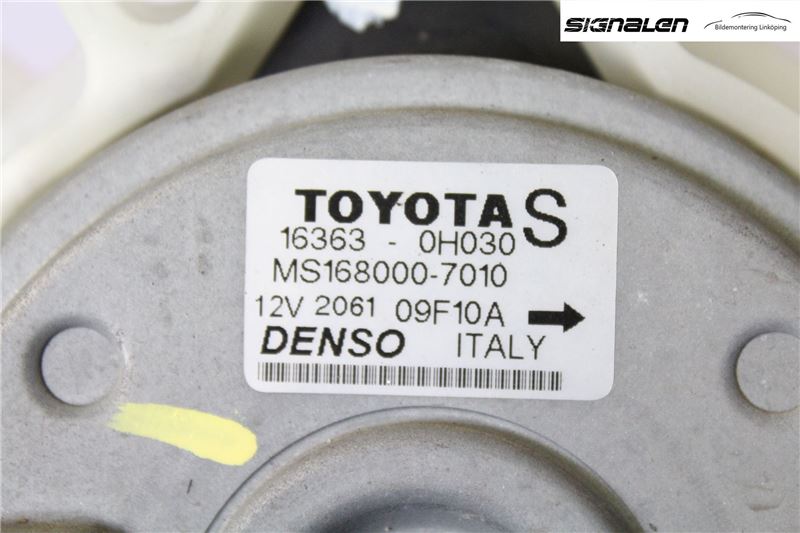 SIGNALEN
Bildemontering Linköping
TOYOTA S
16363 - 0H030
MS168000-7010
12V 2061 09F10A
DENSO ITALY